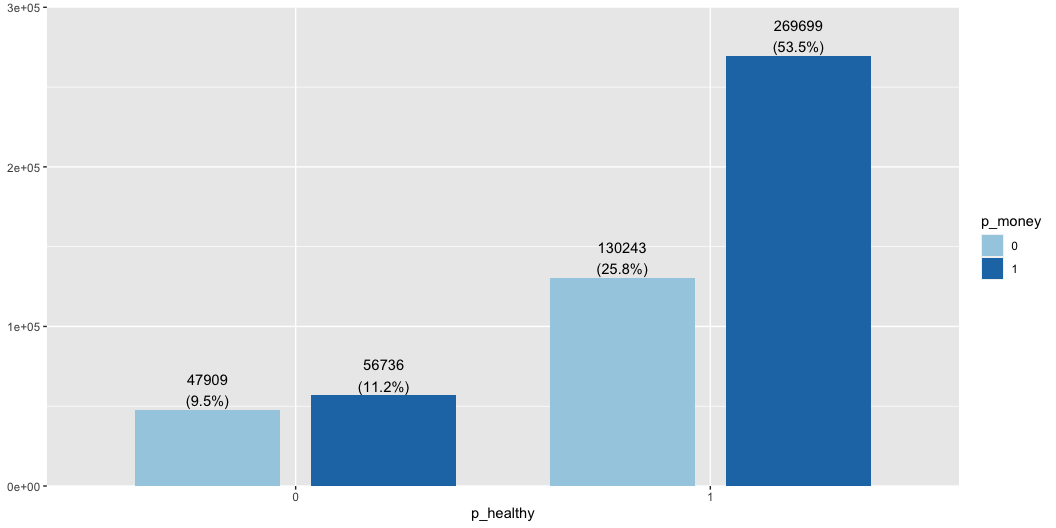 3e+05
2e+05
1e+05
0e+00
269699
(53.5%)
130243
(25.8%)
56736
(11.2%)
47909
(9.5%)
0
1
p_healthy
p_money
0
1